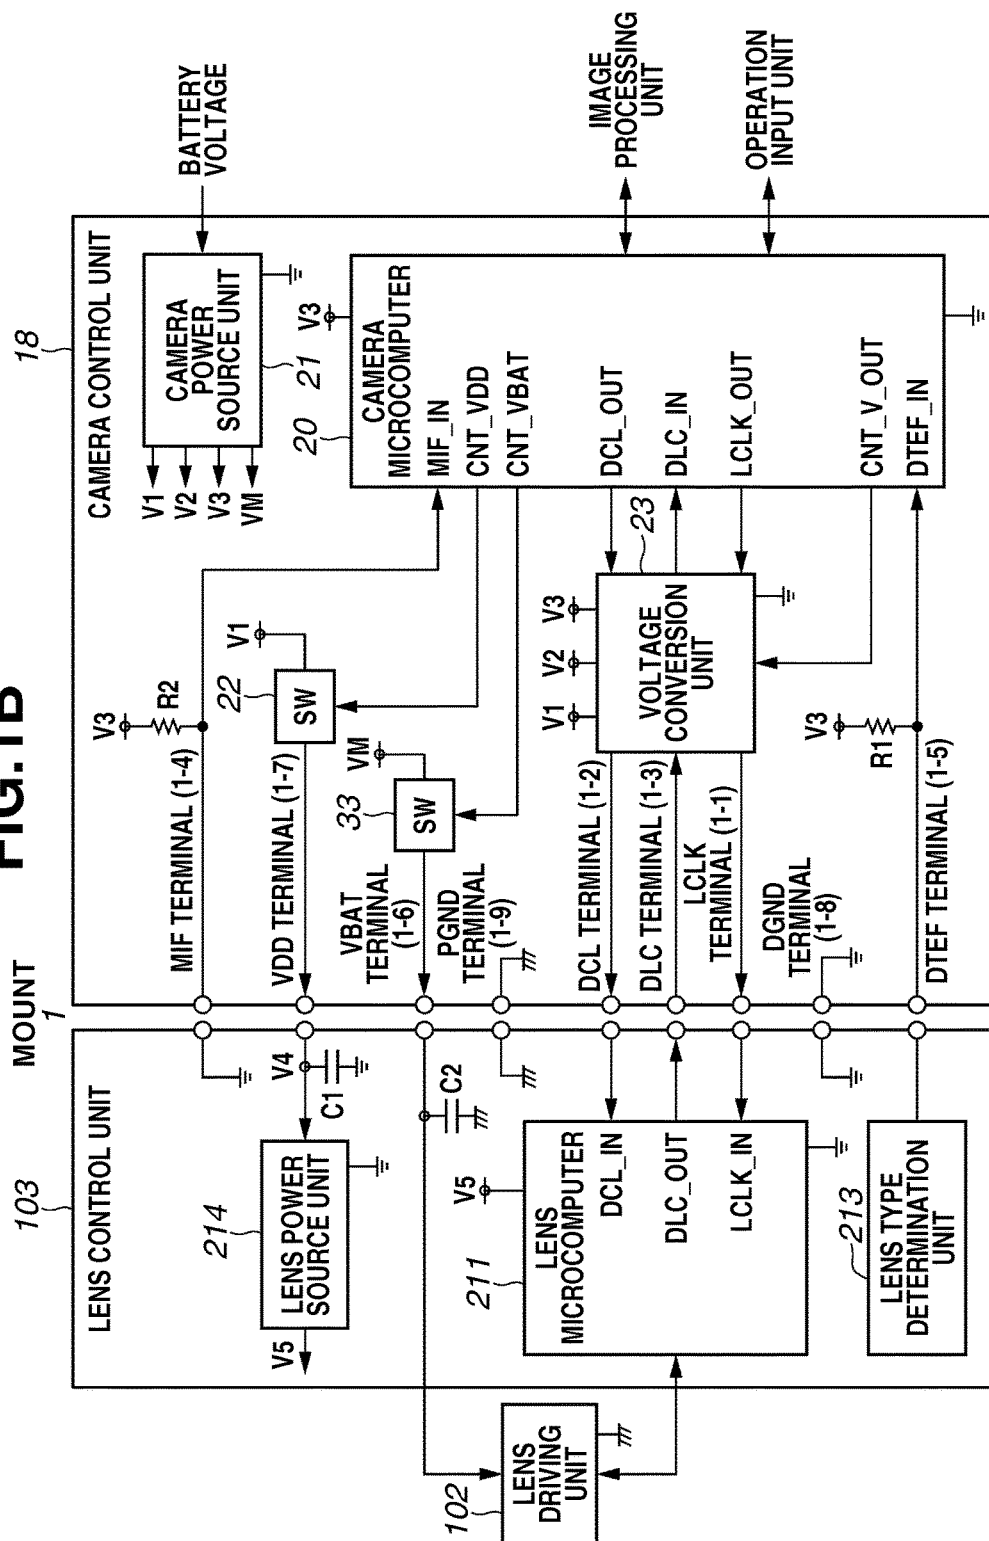 FIG.1B
MOUNT
1
103
LENS CONTROL UNIT
18
CAMERA CONTROL UNIT
BATTERY
VOLTAGE
CAMERA
POWER
SOURCE UNIT
21
V1
V2
V3
VM
V3
R2
MIF TERMINAL (1-4)
V1
22
SW
VDD TERMINAL (1-7)
VM
33
SW
VBAT
TERMINAL
(1-6)
PGND
TERMINAL
(1-9)
20
V3
CAMERA
MICROCOMPUTER
MIF_IN
CNT_VDD
CNT_VBAT
DCL_OUT
DLC_IN
LCLK_OUT
CNT_V_OUT
DTEF_IN
IMAGE
PROCESSING
UNIT
OPERATION
INPUT UNIT
23
V1
V2
V3
VOLTAGE
CONVERSION
UNIT
DCL TERMINAL (1-2)
DLC TERMINAL (1-3)
LCLK
TERMINAL (1-1)
DGND
TERMINAL
(1-8)
V3
R1
DTEF TERMINAL (1-5)
V4
C1
214
LENS POWER
SOURCE UNIT
V5
C2
V5
211
LENS
MICROCOMPUTER
DCL_IN
DLC_OUT
LCLK_IN
213
LENS TYPE
DETERMINATION
UNIT
102
LENS
DRIVING
UNIT